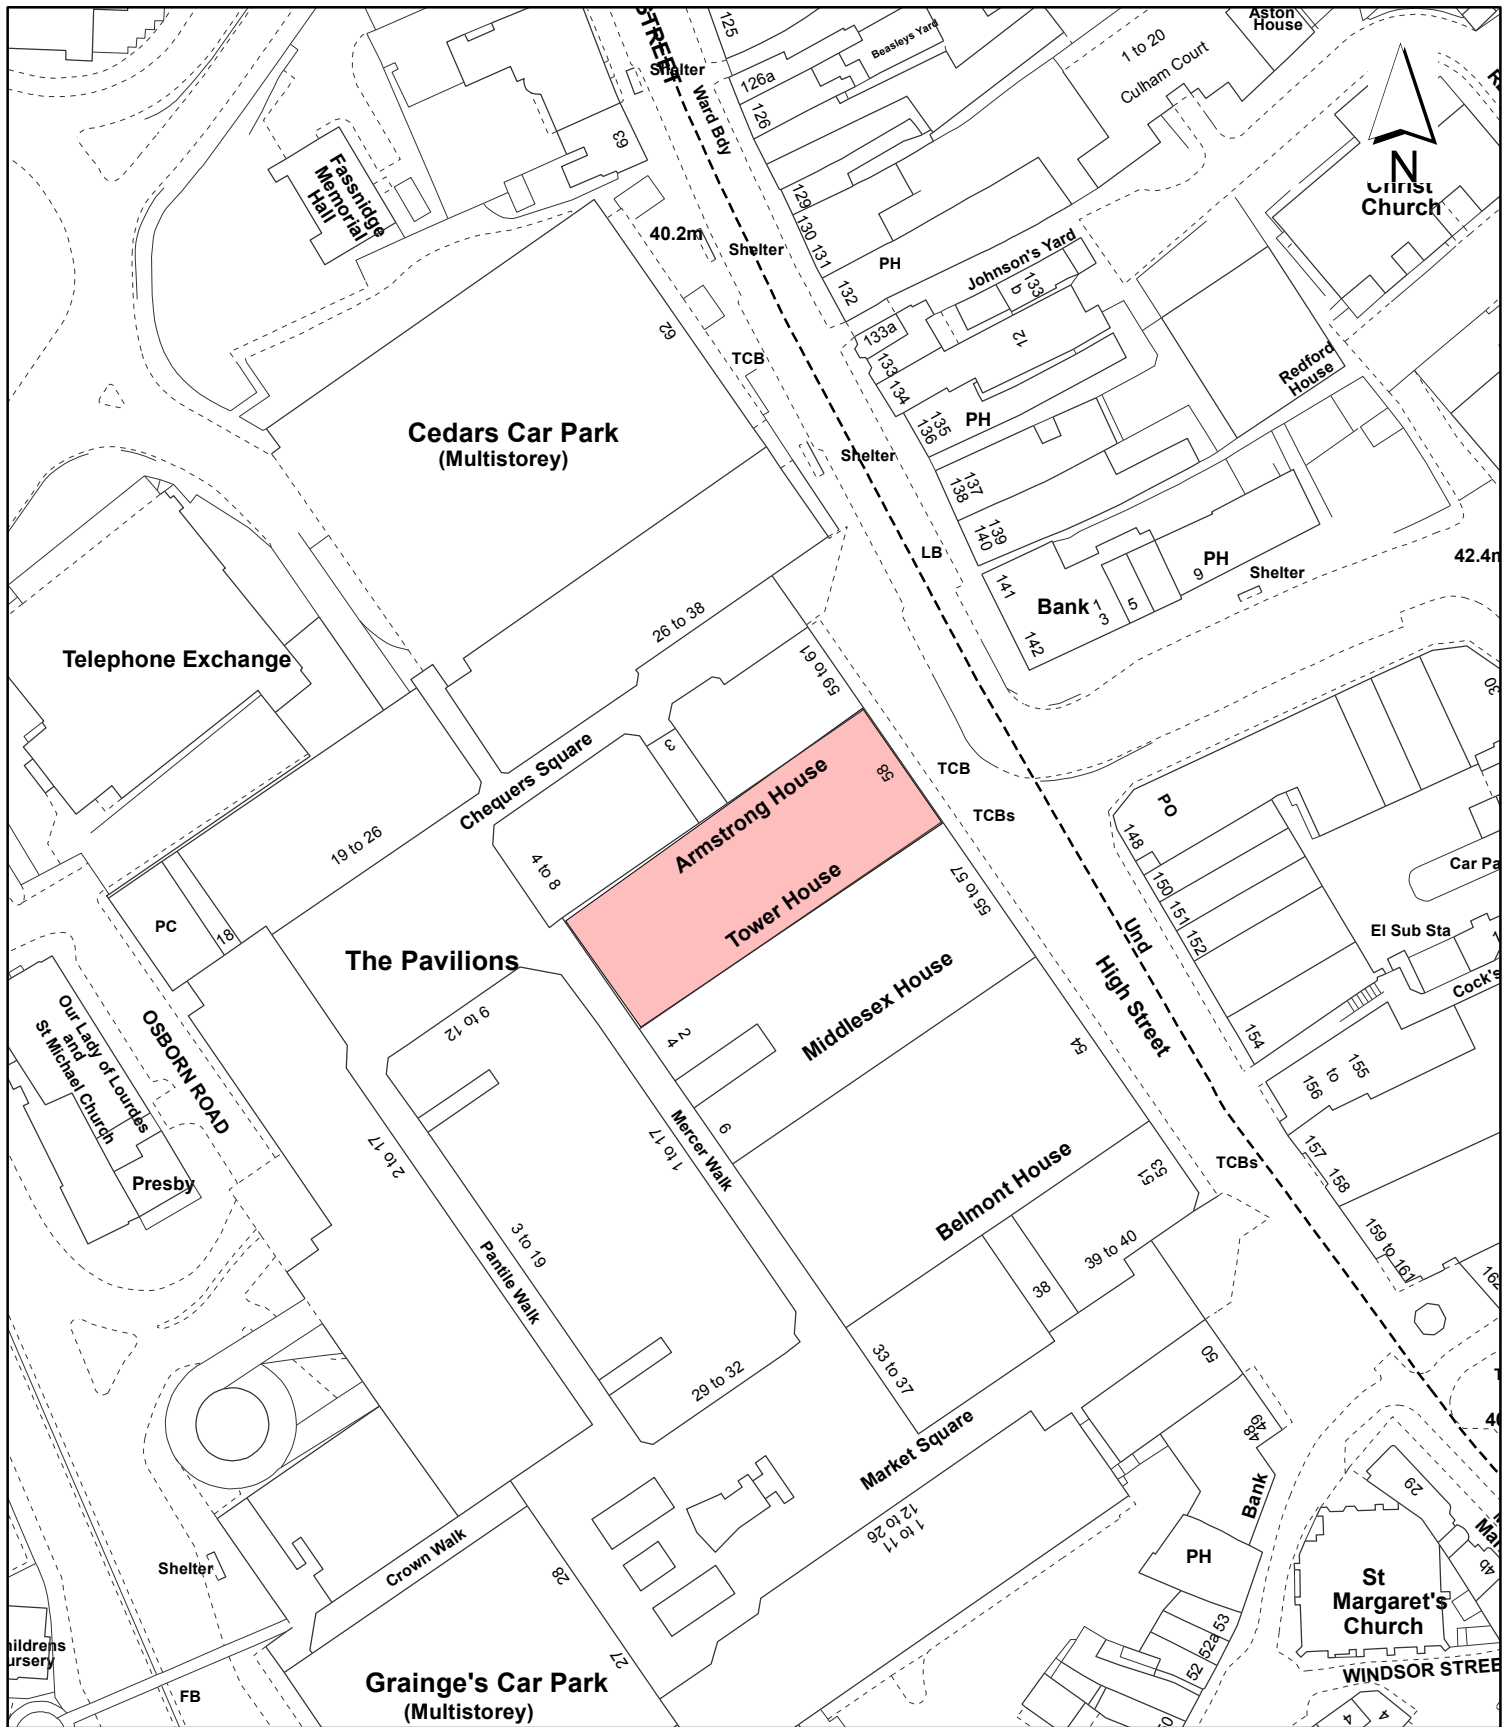 STREET
125
Beasleys Yard
Aston
House
1 to 20
Culham Court
Shelter
126a
126
Ward Bdy
63
Fassnidge
Memorial
Hall
N
Christ
Church
129
130
131
132
40.2m
Shelter
PH
Johnson's Yard
133
b
133a
133
134
12
62
TCB
Redford
House
135
136
PH
Cedars Car Park
(Multistorey)
Shelter
137
138
139
140
LB
141
142
Bank
1
3
5
9
PH
Shelter
Telephone Exchange
26 to 38
59 to 61
30
3
Chequers Square
Armstrong House
58
TCB
TCBs
PO
148
150
151
152
154
19 to 26
4 to 8
Tower House
55 to 57
El Sub Sta
PC
18
The Pavilions
Und
High Street
Middlesex House
Our Lady of Lourdes
and
St Michael Church
OSBORN ROAD
9 to 12
2
4
54
155
to
156
Presby
2 to 17
1 to 17
Mercer Walk
9
157
158
TCBs
Belmont House
51
53
3 to 19
Pantile Walk
39 to 40
38
159 to 161
162
29 to 32
33 to 37
50
Market Square
48
49
Bank
29
1 to 11
12 to 26
PH
Shelter
Crown Walk
28
27
St
Margaret's
Church
4b
53
52a
52
WINDSOR STREE
Grainge's Car Park
(Multistorey)
FB
4
4